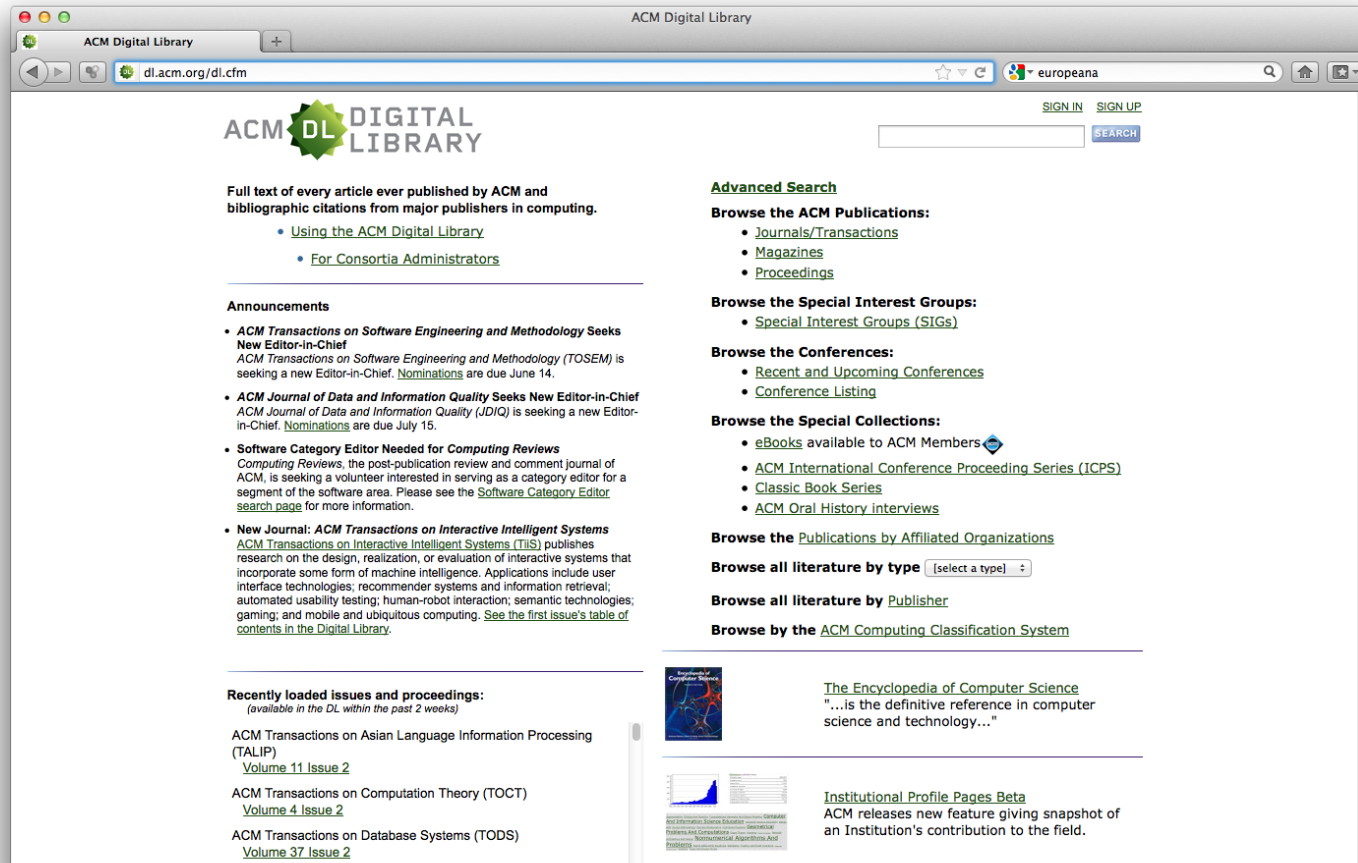 ACM Digital Library
ACM Digital Library
dl.acm.org/dl.cfm
europeana
ACM DL DIGITAL
LIBRARY
SIGN IN SIGN UP
SEARCH
Full text of every article ever published by ACM and
bibliographic citations from major publishers in computing.
Using the ACM Digital Library
For Consortia Administrators
Announcements
ACM Transactions on Software Engineering and Methodology Seeks
New Editor-in-Chief
ACM Transactions on Software Engineering and Methodology (TOSEM) is
seeking a new Editor-in-Chief. Nominations are due June 14.
ACM Journal of Data and Information Quality Seeks New Editor-in-Chief
ACM Journal of Data and Information Quality (JDIQ) is seeking a new Editor-
in-Chief. Nominations are due July 15.
Software Category Editor Needed for Computing Reviews
Computing Reviews, the post-publication review and comment journal of
ACM, is seeking a volunteer interested in serving as a category editor for a
segment of the software area. Please see the Software Category Editor
search page for more information.
New Journal: ACM Transactions on Interactive Intelligent Systems
ACM Transactions on Interactive Intelligent Systems (TiiS) publishes
research on the design, realization, or evaluation of interactive systems that
incorporate some form of machine intelligence. Applications include user
interface technologies; recommender systems and information retrieval;
automated usability testing; human-robot interaction; semantic technologies;
gaming; and mobile and ubiquitous computing. See the first issue's table of
contents in the Digital Library.
Recently loaded issues and proceedings:
(available in the DL within the past 2 weeks)
ACM Transactions on Asian Language Information Processing
(TALIP)
Volume 11 Issue 2
ACM Transactions on Computation Theory (TOCT)
Volume 4 Issue 2
ACM Transactions on Database Systems (TODS)
Volume 37 Issue 2
Advanced Search
Browse the ACM Publications:
Journals/Transactions
Magazines
Proceedings
Browse the Special Interest Groups:
Special Interest Groups (SIGs)
Browse the Conferences:
Recent and Upcoming Conferences
Conference Listing
Browse the Special Collections:
eBooks available to ACM Members
ACM International Conference Proceeding Series (ICPS)
Classic Book Series
ACM Oral History interviews
Browse the Publications by Affiliated Organizations
Browse all literature by type [select a type]
Browse all literature by Publisher
Browse by the ACM Computing Classification System
Encyclopedia of
Computer Science
The Encyclopedia of Computer Science
"...is the definitive reference in computer
science and technology..."
Computer
And Information Science Education
Geometrical
Problems And Computations
Nonnumerical Algorithms And
Problems
Institutional Profile Pages Beta
ACM releases new feature giving snapshot of
an Institution's contribution to the field.